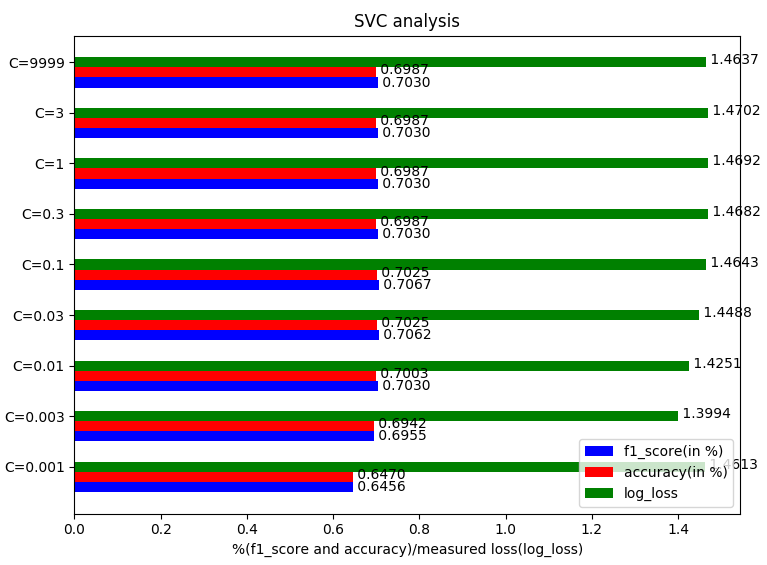 SVC analysis
C=9999
1.4637
0.6987
0.7030
C=3
1.4702
0.6987
0.7030
C=1
1.4692
0.6987
0.7030
C=0.3
1.4682
0.6987
0.7030
C=0.1
1.4643
0.7025
0.7067
C=0.03
1.4488
0.7025
0.7062
C=0.01
1.4251
0.7003
0.7030
C=0.003
1.3994
0.6942
0.6955
C=0.001
1.4613
0.6470
0.6456
f1_score(in %)
accuracy(in %)
log_loss
0.0 0.2 0.4 0.6 0.8 1.0 1.2 1.4
%(f1_score and accuracy)/measured loss(log_loss)